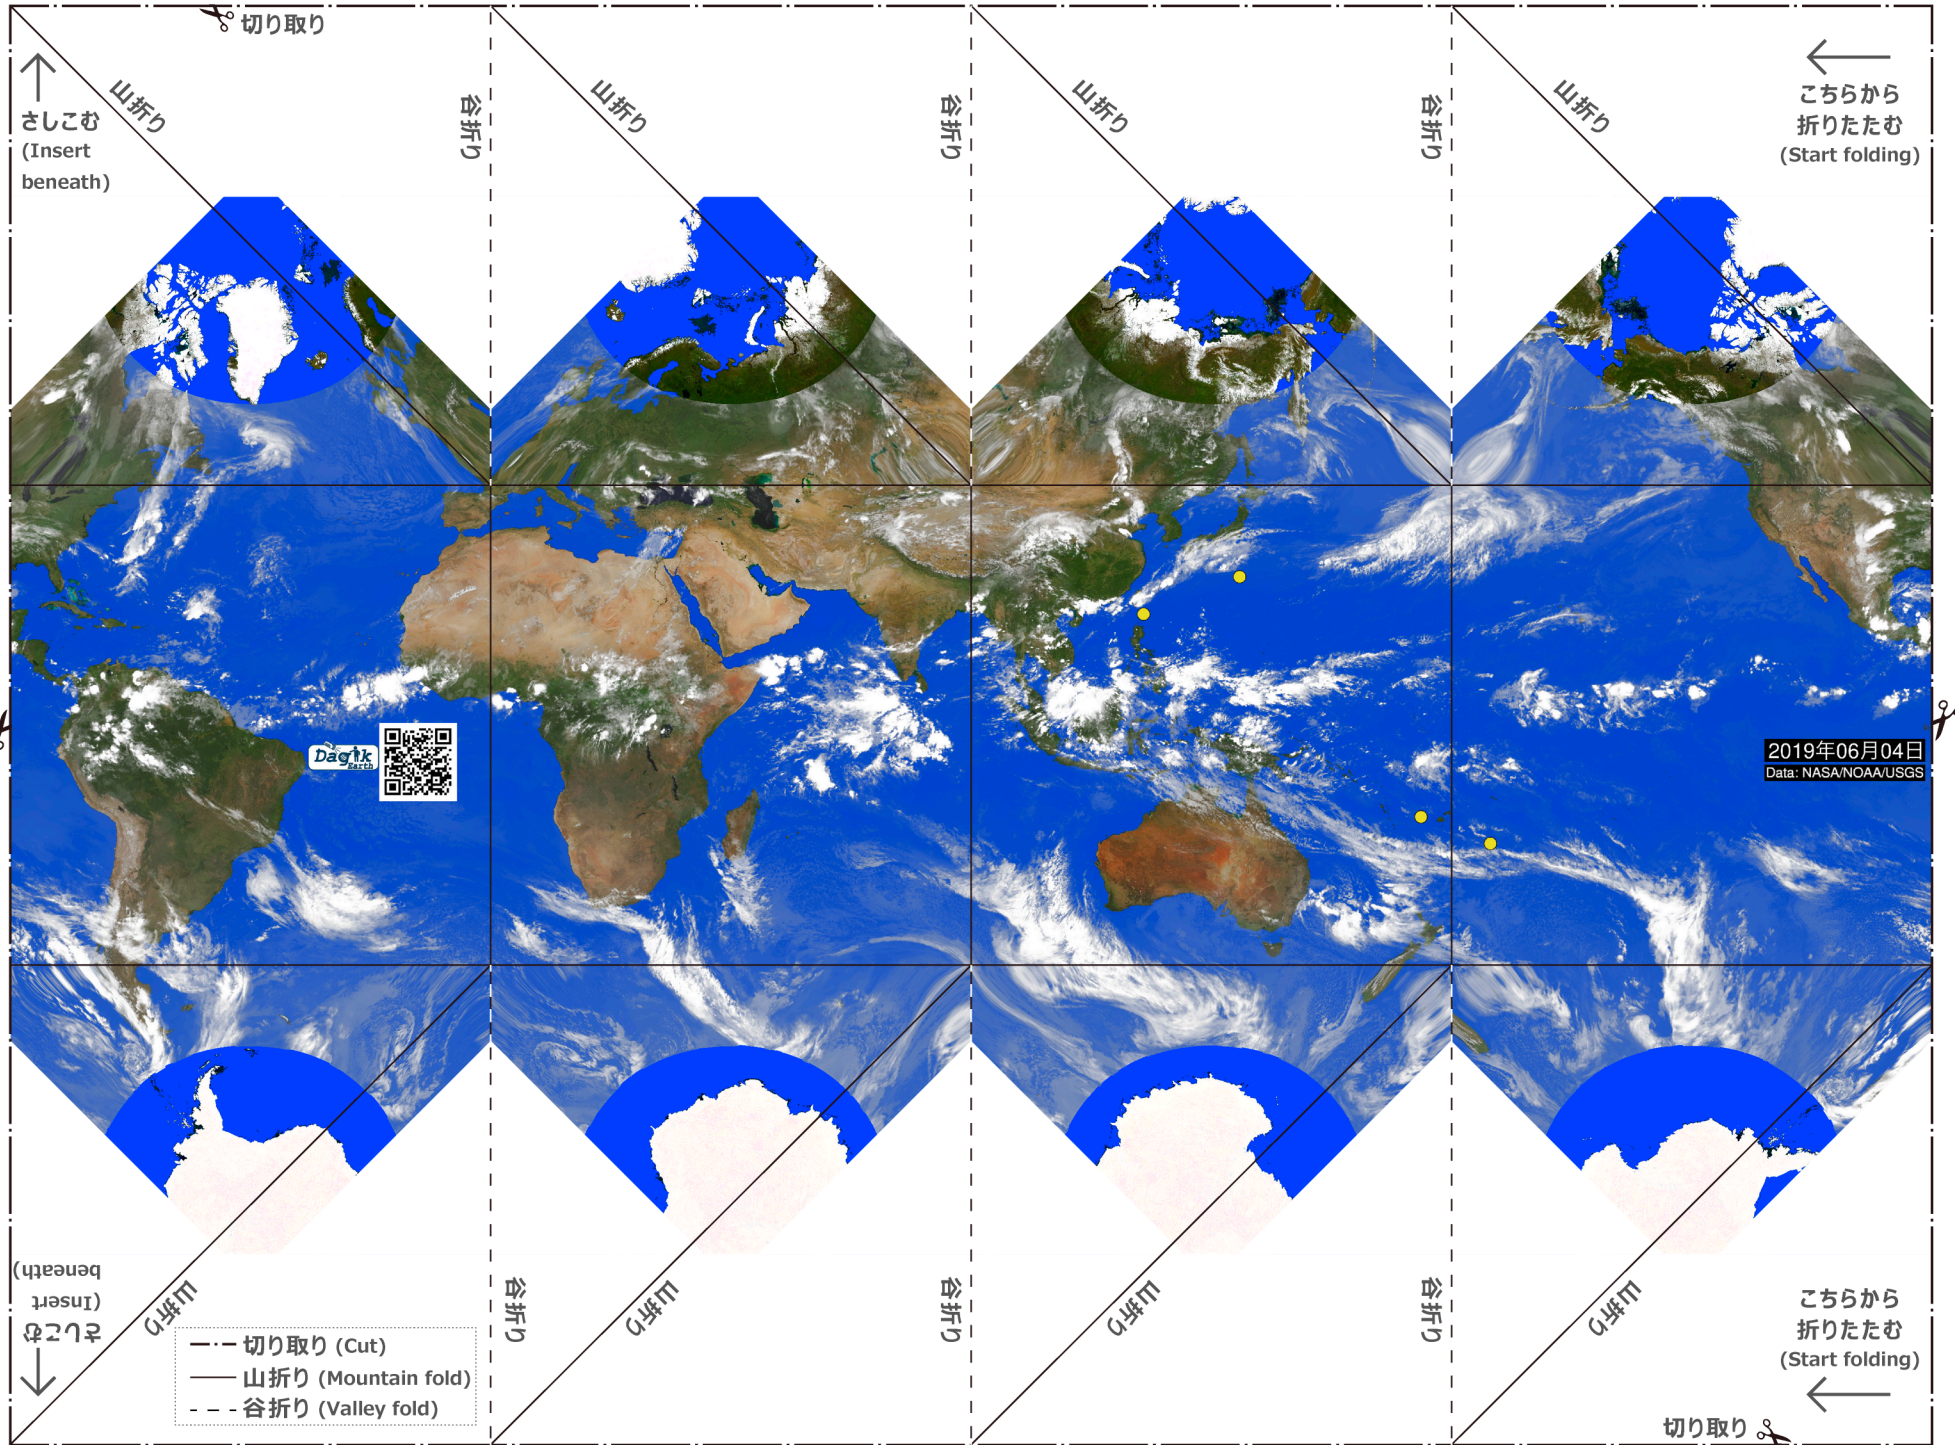 切り取り
さしこむ
(Insert
beneath)
山折り
谷折り
山折り
谷折り
山折り
谷折り
山折り
こちらから
折りたたむ
(Start folding)
Dagik
Earth
2019年06月04日
Data: NASA/NOAA/USGS
さしこむ
(Insert
beneath)
山折り
谷折り
山折り
谷折り
山折り
谷折り
山折り
こちらから
折りたたむ
(Start folding)
切り取り (Cut)
山折り (Mountain fold)
谷折り (Valley fold)
切り取り